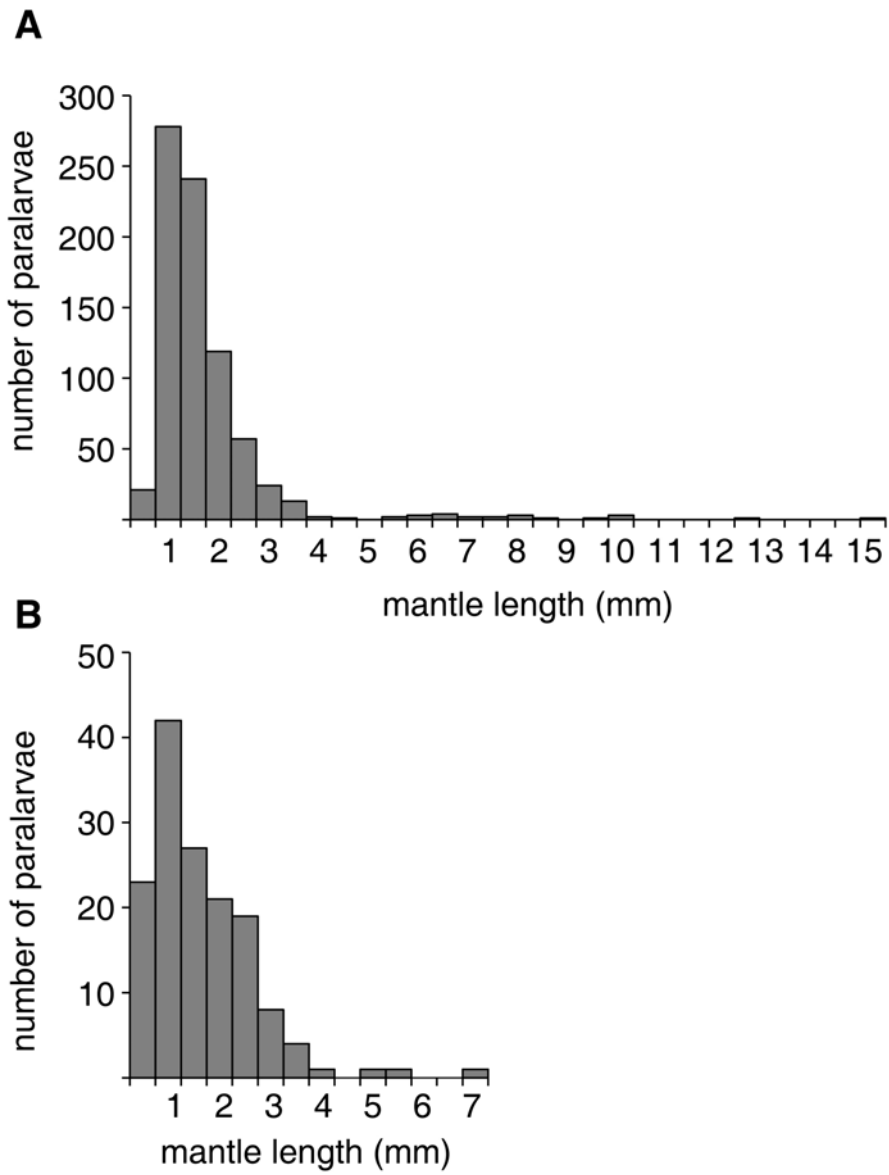 A
300
250
200
150
100
50
number of paralarvae
1 2 3 4 5 6 7 8 9 10 11 12 13 14 15
mantle length (mm)
B
50
40
30
20
10
number of paralarvae
1 2 3 4 5 6 7
mantle length (mm)